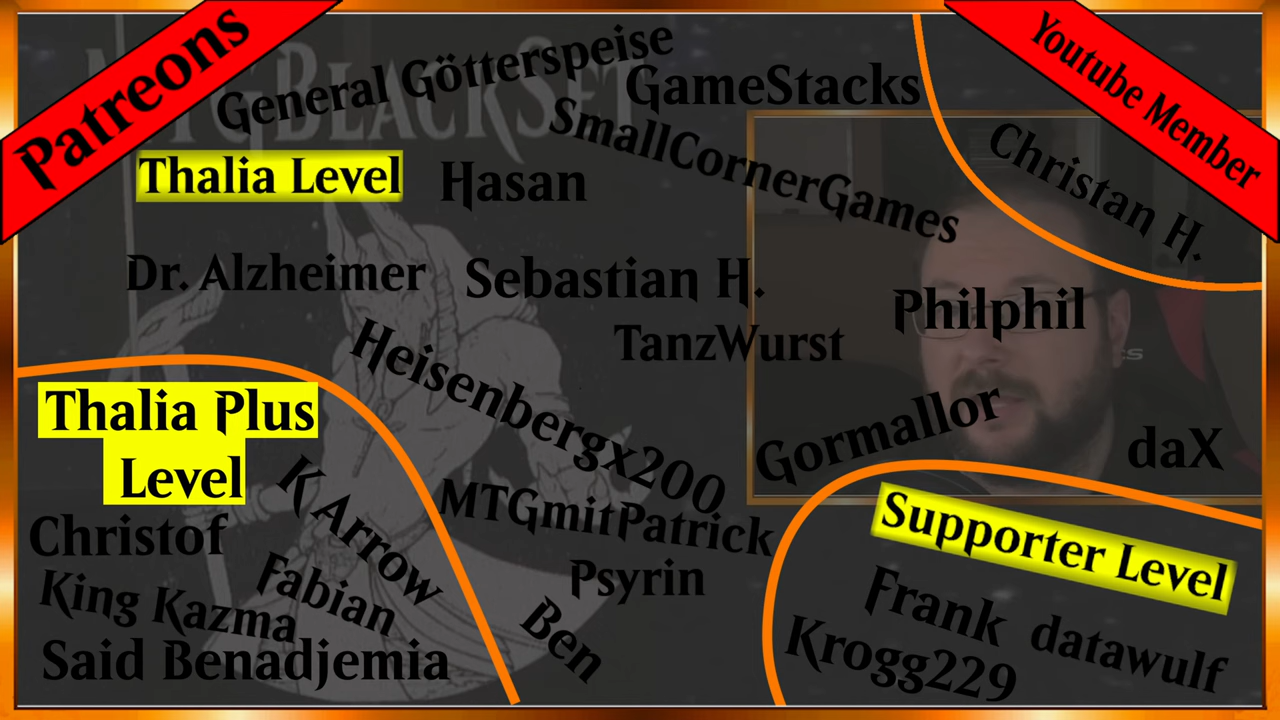 Patreons
Youtube Member
General Götterspeise
GameStacks
SmallCornerGames
Christan H.
Thalia Level
Hasan
Dr. Alzheimer
Sebastian H.
Philphil
TanzWurst
Heisenbergx200
Gormallor
daX
Thalia Plus
Level
K Arrow
MTGmitPatrick
Supporter Level
Christof
Fabian
Psyrin
Frank
King Kazma
Ben
datawulf
Krogg229
Said Benadjemia